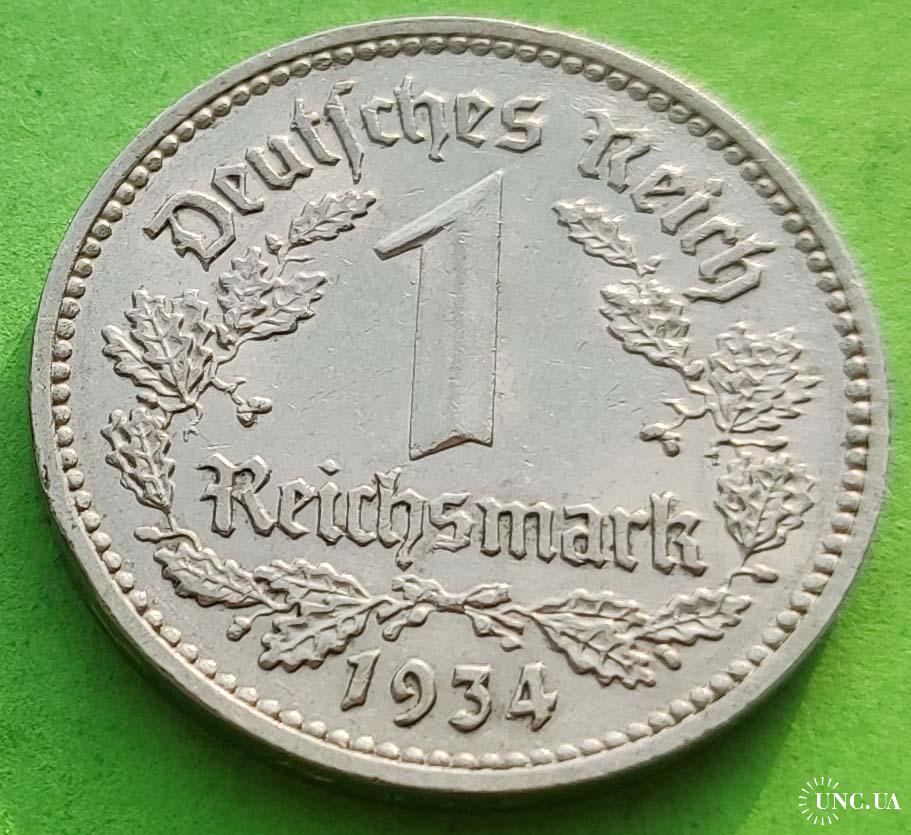 Deutſches Reich
1
Reichsmark
1934
UNC.UA